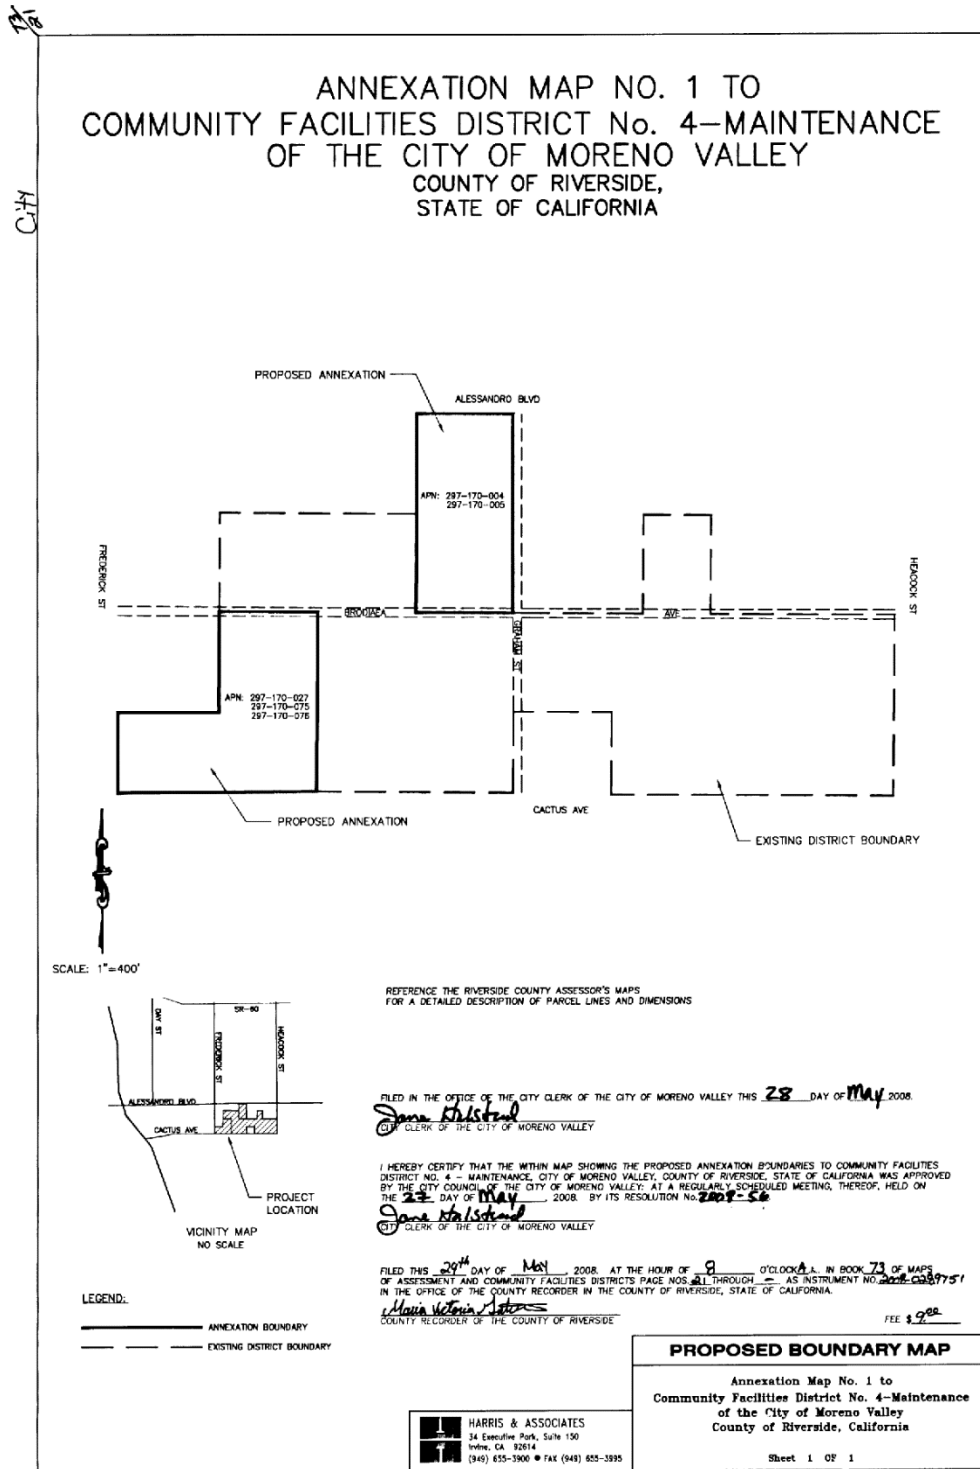 73/21
City
ANNEXATION MAP NO. 1 TO
COMMUNITY FACILITIES DISTRICT No. 4-MAINTENANCE
OF THE CITY OF MORENO VALLEY
COUNTY OF RIVERSIDE,
STATE OF CALIFORNIA
PROPOSED ANNEXATION
ALESSANDRO BLVD
APN: 297-170-004
297-170-005
FREDERICK ST
HEACOCK ST
BRODIAEA
AVE
GRAHAM ST
APN: 297-170-027
297-170-075
297-170-076
CACTUS AVE
PROPOSED ANNEXATION
EXISTING DISTRICT BOUNDARY
SCALE: 1"=400'
REFERENCE THE RIVERSIDE COUNTY ASSESSOR'S MAPS
FOR A DETAILED DESCRIPTION OF PARCEL LINES AND DIMENSIONS
SR-60
DAY ST
FREDERICK ST
HEACOCK ST
ALESSANDRO BLVD
CACTUS AVE
PROJECT
LOCATION
VICINITY MAP
NO SCALE
FILED IN THE OFFICE OF THE CITY CLERK OF THE CITY OF MORENO VALLEY THIS 28 DAY OF May 2008.
Jane Halstead
CITY CLERK OF THE CITY OF MORENO VALLEY
I HEREBY CERTIFY THAT THE WITHIN MAP SHOWING THE PROPOSED ANNEXATION BOUNDARIES TO COMMUNITY FACILITIES
DISTRICT NO. 4 - MAINTENANCE, CITY OF MORENO VALLEY, COUNTY OF RIVERSIDE, STATE OF CALIFORNIA WAS APPROVED
BY THE CITY COUNCIL OF THE CITY OF MORENO VALLEY: AT A REGULARLY SCHEDULED MEETING, THEREOF, HELD ON
THE 27 DAY OF May, 2008. BY ITS RESOLUTION No. 2008-56
Jane Halstead
CITY CLERK OF THE CITY OF MORENO VALLEY
FILED THIS 29th DAY OF May, 2008. AT THE HOUR OF 8 O'CLOCK A. IN BOOK 73 OF MAPS
OF ASSESSMENT AND COMMUNITY FACILITIES DISTRICTS PAGE NOS. 21 THROUGH - AS INSTRUMENT NO. 2008-0289751
IN THE OFFICE OF THE COUNTY RECORDER IN THE COUNTY OF RIVERSIDE, STATE OF CALIFORNIA.
Maria Victoria
COUNTY RECORDER OF THE COUNTY OF RIVERSIDE
FEE $ 9.00
LEGEND:
ANNEXATION BOUNDARY
EXISTING DISTRICT BOUNDARY
HARRIS & ASSOCIATES
34 Executive Park, Suite 150
Irvine, CA 92614
(949) 655-3900 ● FAX (949) 655-3995
PROPOSED BOUNDARY MAP
Annexation Map No. 1 to
Community Facilities District No. 4-Maintenance
of the City of Moreno Valley
County of Riverside, California
Sheet 1 OF 1